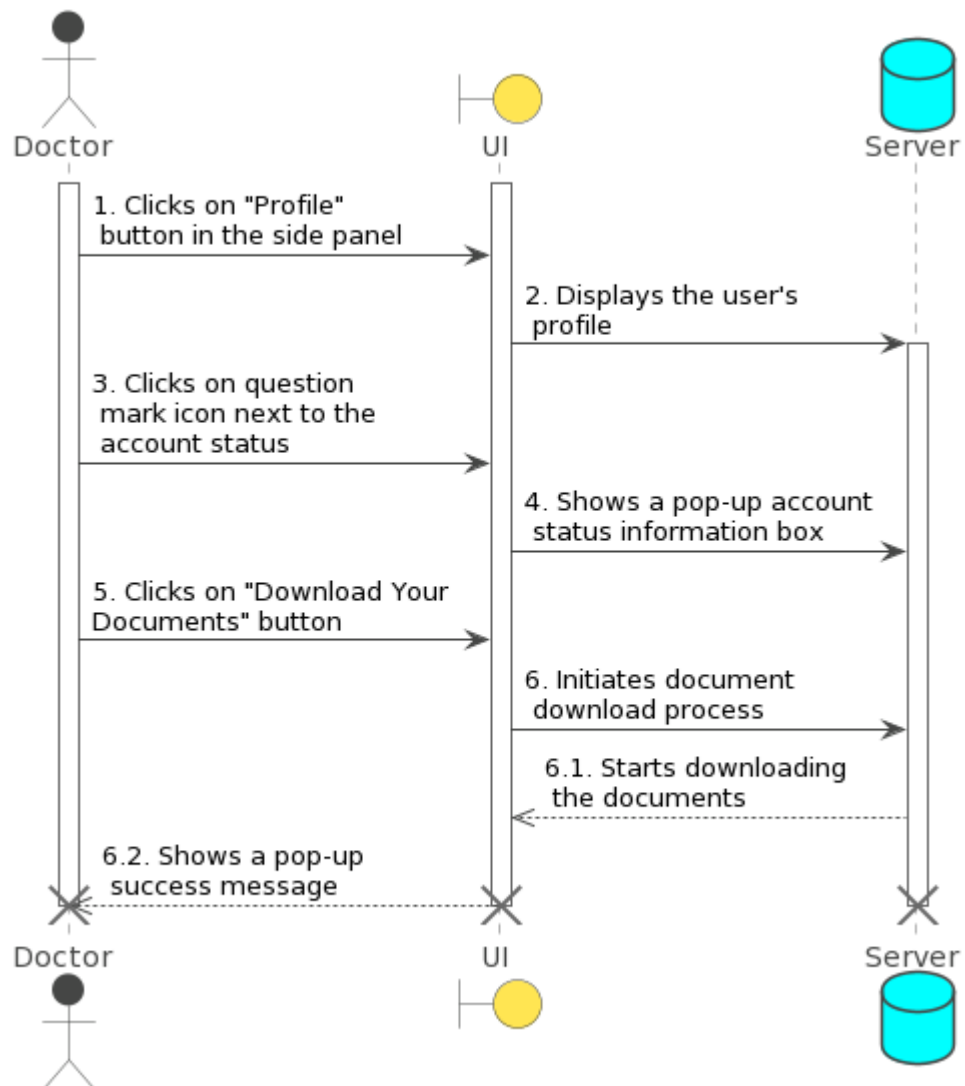 Doctor
UI
Server
1. Clicks on "Profile"
button in the side panel
2. Displays the user's
profile
3. Clicks on question
mark icon next to the
account status
4. Shows a pop-up account
status information box
5. Clicks on "Download Your
Documents" button
6. Initiates document
download process
6.1. Starts downloading
the documents
6.2. Shows a pop-up
success message
Doctor
UI
Server